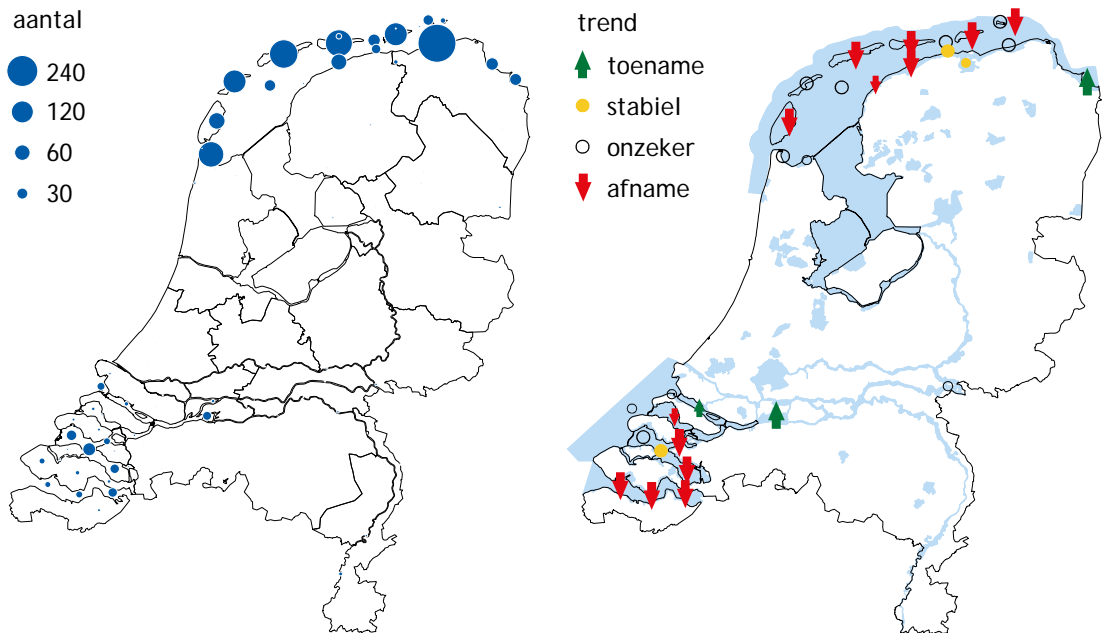 aantal
240
120
60
30
trend
toename
stabiel
onzeker
afname